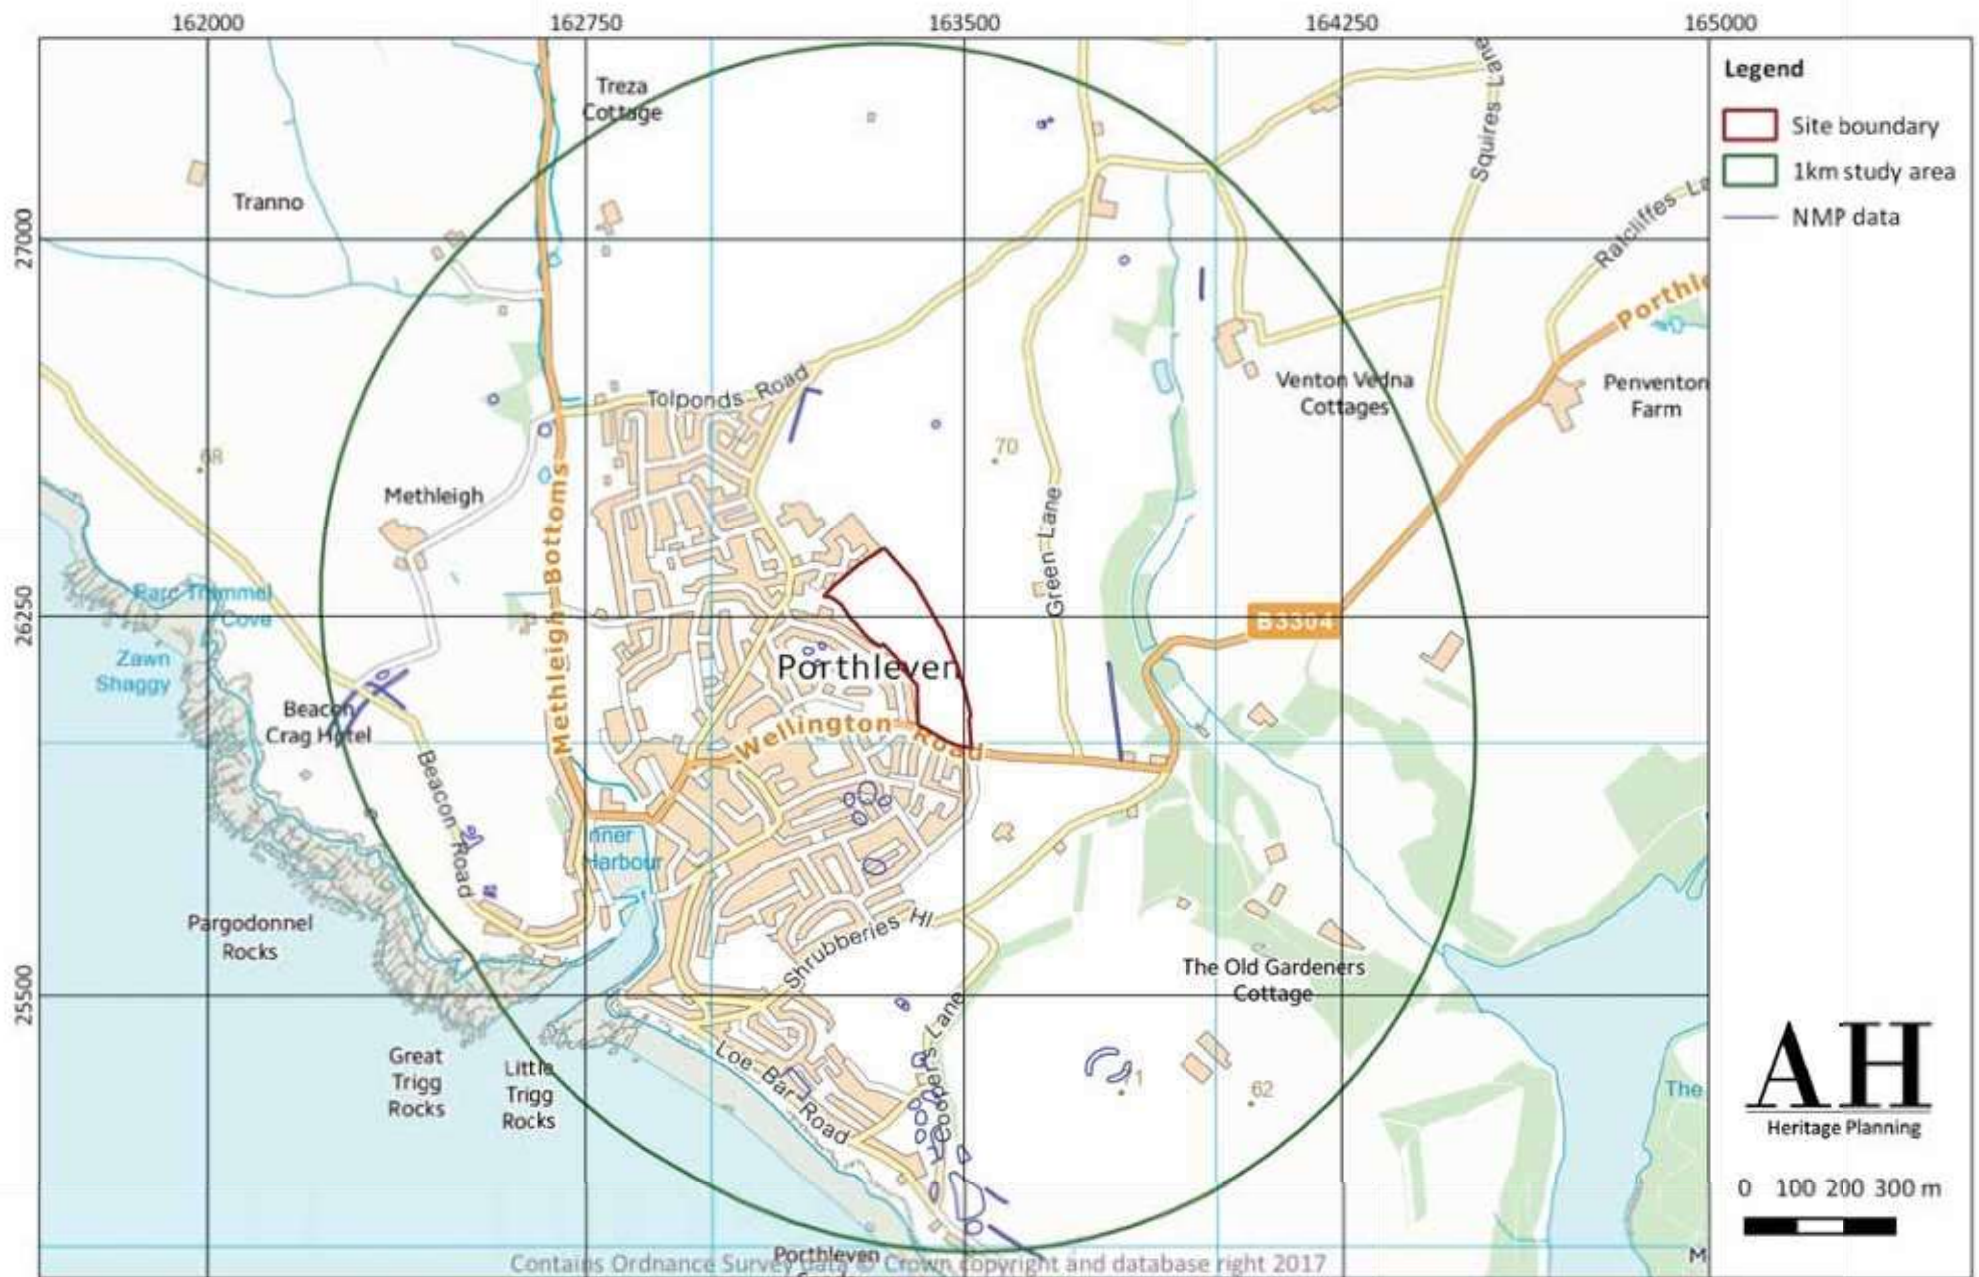 162000
162750
163500
164250
165000
Legend
Site boundary
1km study area
NMP data
Treza
Cottage
Squires Lane
Tranno
Ratcliffes La
27000
Porthle
Tolponds Road
Venton Vedna
Cottages
Penventon
Farm
68
70
Methleigh
Methleigh Bottoms
Green Lane
Parc Trammel
Cove
26250
B3304
Zawn
Shaggy
Porthleven
Beacon
Crag Hotel
Wellington Road
Beacon Road
Inner
Harbour
Pargodonnel
Rocks
Shrubberies Hl
The Old Gardeners
Cottage
25500
Coopers Lane
Great
Trigg
Rocks
Little
Trigg
Rocks
Loe Bar Road
71
62
The
AH
Heritage Planning
0 100 200 300 m
Porthleven
M
Contains Ordnance Survey data © Crown copyright and database right 2017